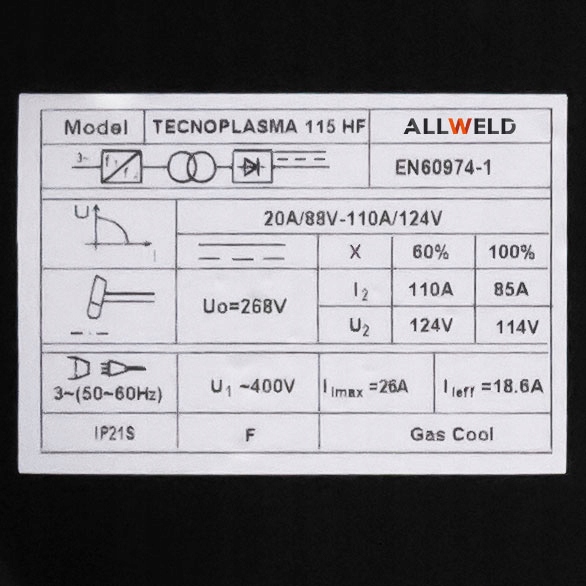 Model TECNOPLASMA 115 HF ALLWELD
3~ f1 f2 EN60974-1
U 20A/88V-110A/124V
I X 60% 100%
Uo=268V I2 110A 85A
U2 124V 114V
3~(50~60Hz) U1 ~400V I1max =26A I1eff =18.6A
IP21S F Gas Cool